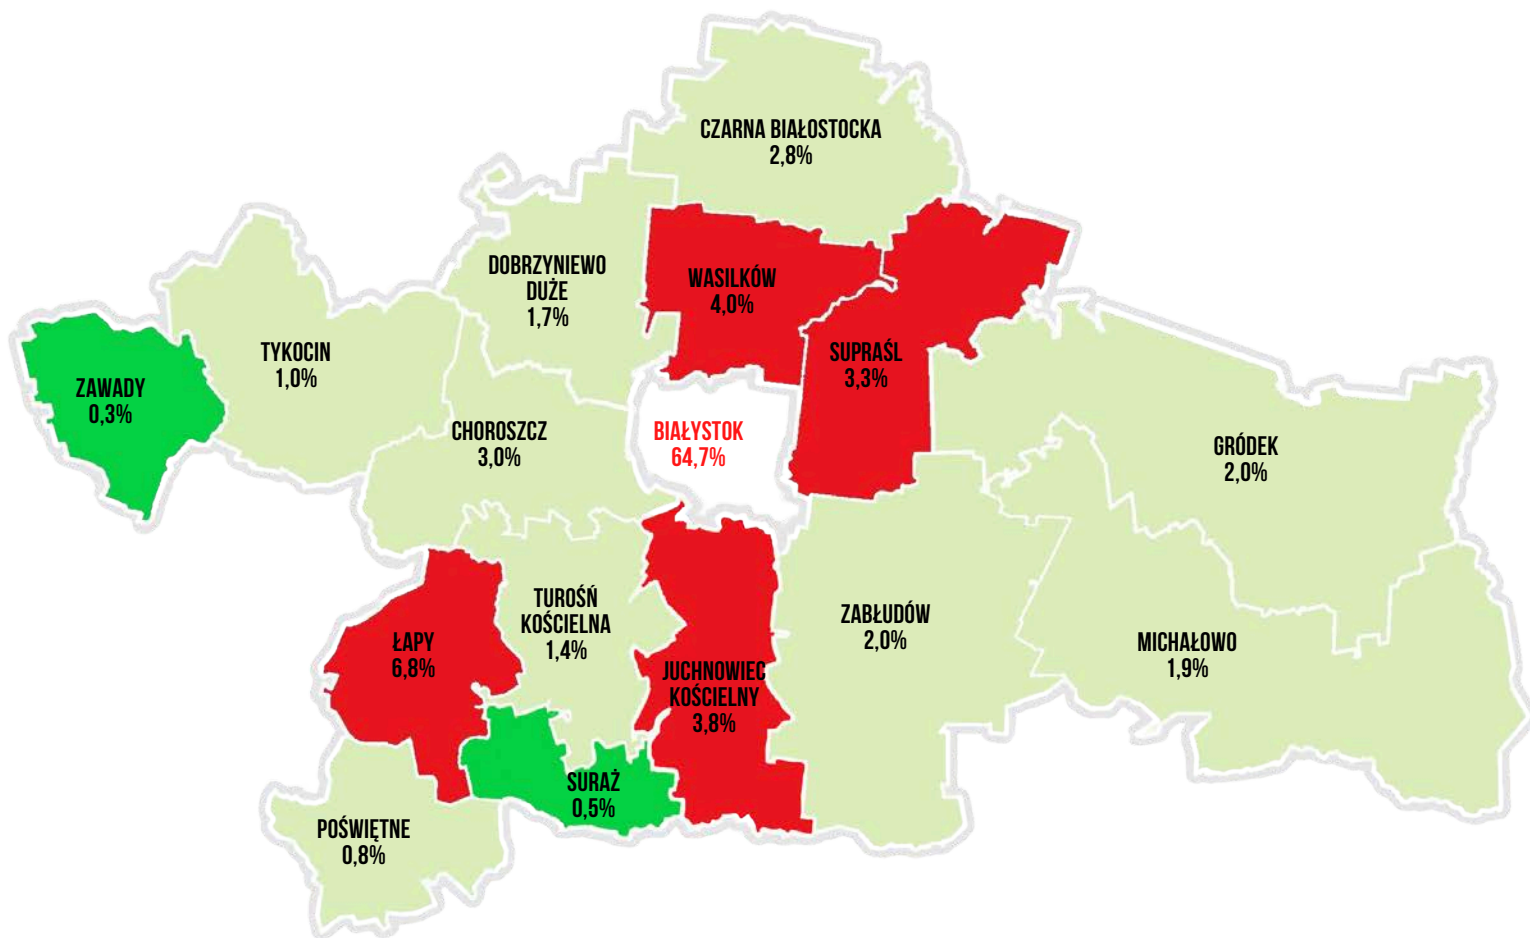 CZARNA BIAŁOSTOCKA
2,8%
DOBRZYNIEWO
DUŻE
1,7%
WASILKÓW
4,0%
SUPRAŚL
3,3%
TYKOCIN
1,0%
ZAWADY
0,3%
CHOROSZCZ
3,0%
BIAŁYSTOK
64,7%
GRÓDEK
2,0%
TUROŚŃ
KOŚCIELNA
1,4%
ZABŁUDÓW
2,0%
MICHAŁOWO
1,9%
ŁAPY
6,8%
JUCHNOWIEC
KOŚCIELNY
3,8%
SURAŻ
0,5%
POŚWIĘTNE
0,8%